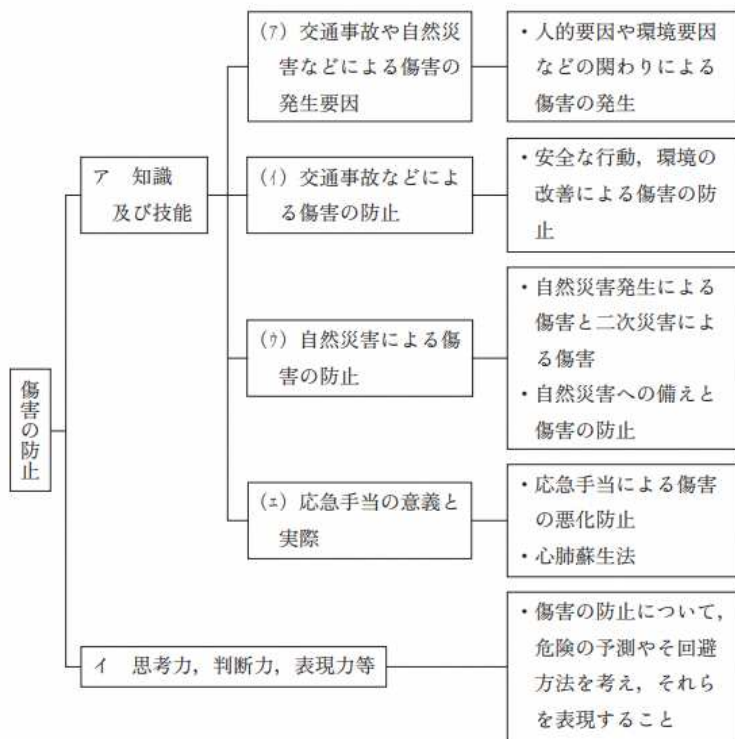 傷害の防止
ア 知識
及び技能
(ア) 交通事故や自然災
害などによる傷害の
発生要因
・人的要因や環境要因
などの関わりによる
傷害の発生
(イ) 交通事故などによ
る傷害の防止
・安全な行動，環境の
改善による傷害の防
止
(ウ) 自然災害による傷
害の防止
・自然災害発生による
傷害と二次災害によ
る傷害
・自然災害への備えと
傷害の防止
(エ) 応急手当の意義と
実際
・応急手当による傷害
の悪化防止
・心肺蘇生法
イ 思考力，判断力，表現力等
・傷害の防止について，
危険の予測やそ回避
方法を考え，それら
を表現すること